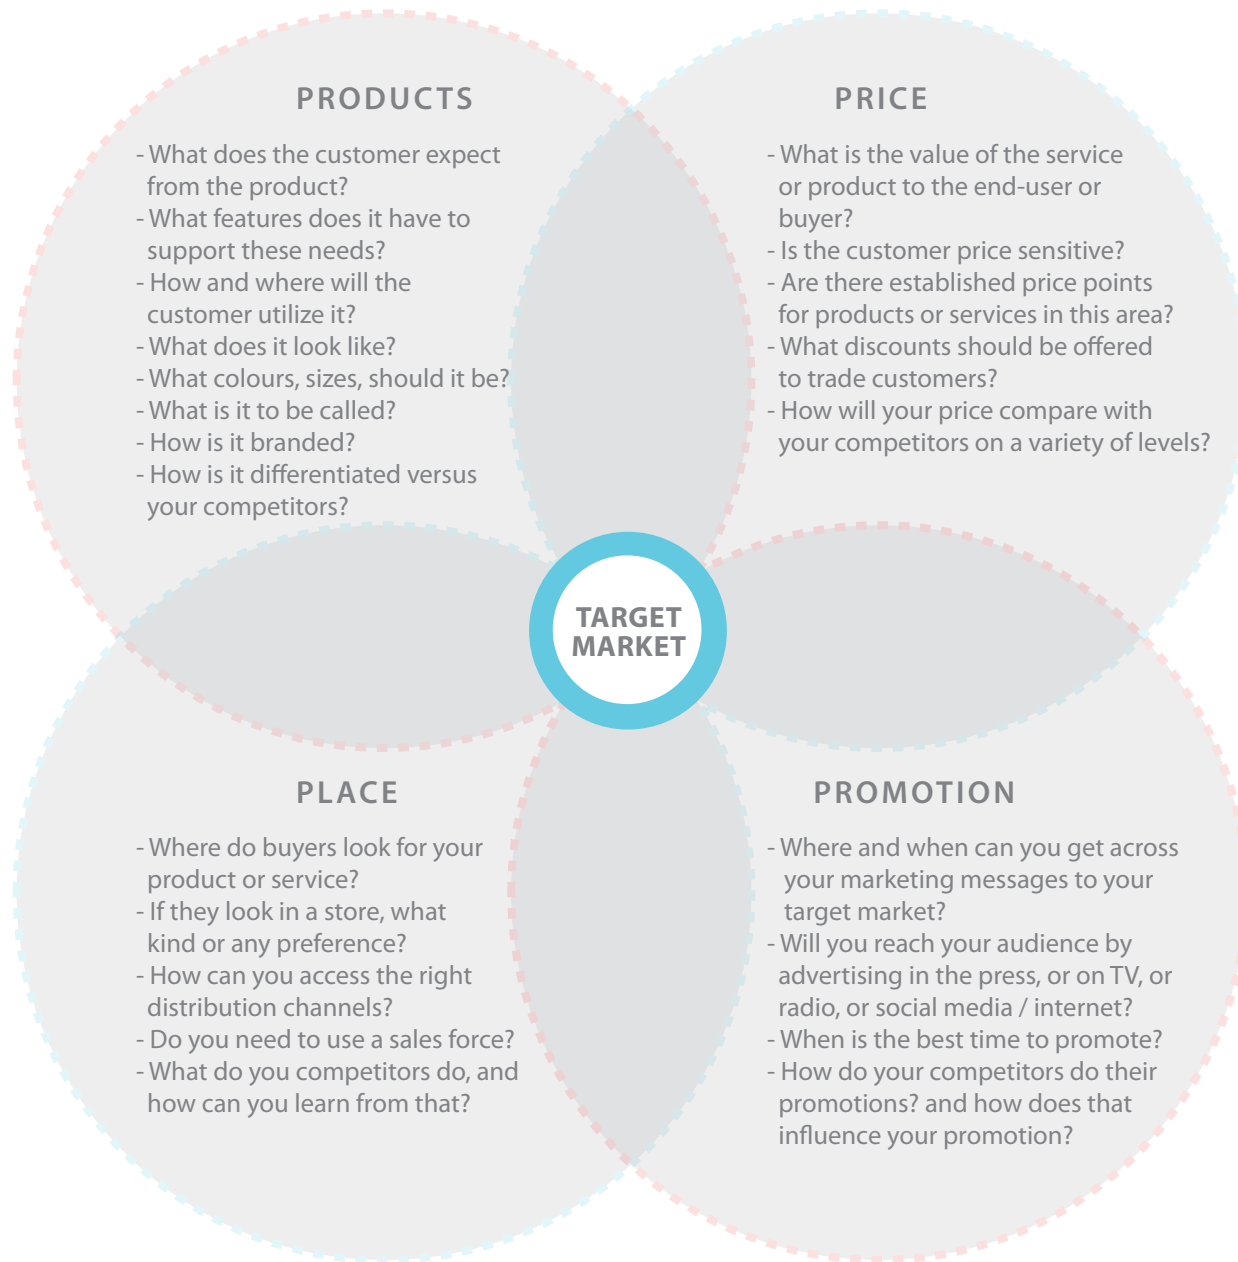 PRODUCTS
- What does the customer expect
from the product?
- What features does it have to
support these needs?
- How and where will the
customer utilize it?
- What does it look like?
- What colours, sizes, should it be?
- What is it to be called?
- How is it branded?
- How is it differentiated versus
your competitors?
PRICE
- What is the value of the service
or product to the end-user or
buyer?
- Is the customer price sensitive?
- Are there established price points
for products or services in this area?
- What discounts should be offered
to trade customers?
- How will your price compare with
your competitors on a variety of levels?
TARGET
MARKET
PLACE
- Where do buyers look for your
product or service?
- If they look in a store, what
kind or any preference?
- How can you access the right
distribution channels?
- Do you need to use a sales force?
- What do you competitors do, and
how can you learn from that?
PROMOTION
- Where and when can you get across
your marketing messages to your
target market?
- Will you reach your audience by
advertising in the press, or on TV, or
radio, or social media / internet?
- When is the best time to promote?
- How do your competitors do their
promotions? and how does that
influence your promotion?